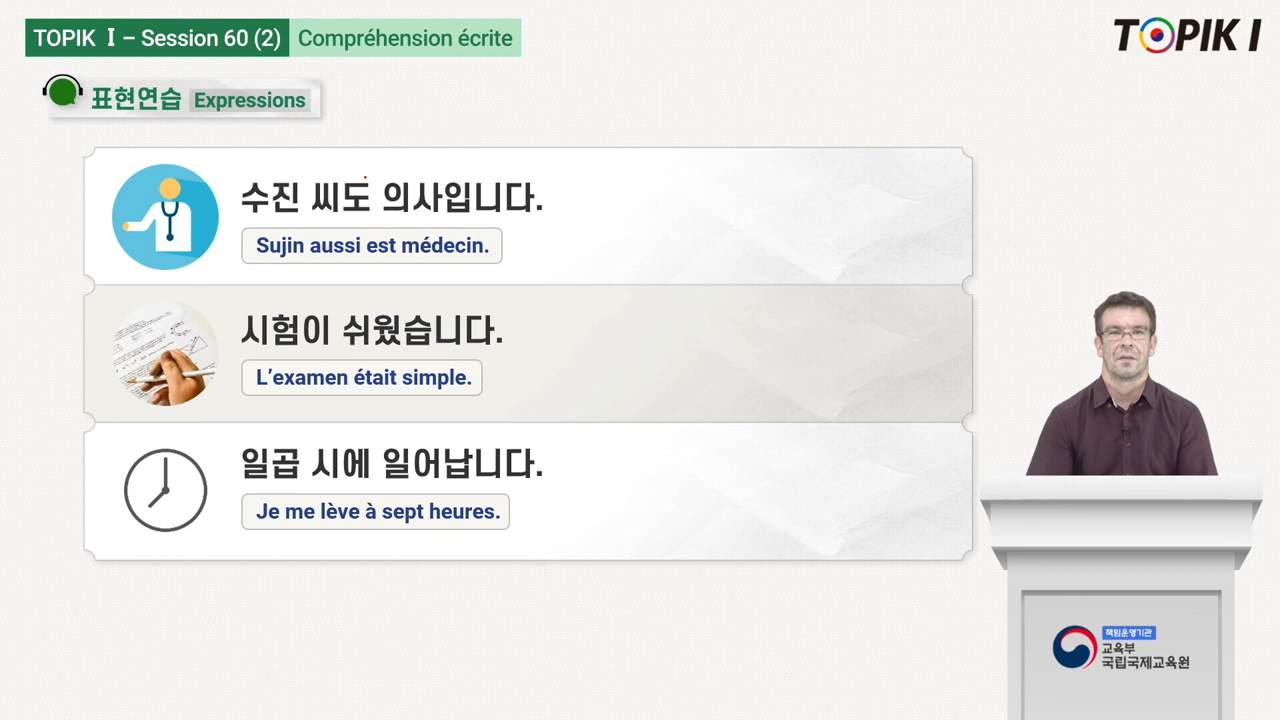 TOPIK Ⅰ – Session 60 (2) Compréhension écrite
TOPIK I
표현연습 Expressions
수진 씨도 의사입니다.
Sujin aussi est médecin.
시험이 쉬웠습니다.
L’examen était simple.
일곱 시에 일어납니다.
Je me lève à sept heures.
책임운영기관
교육부
국립국제교육원